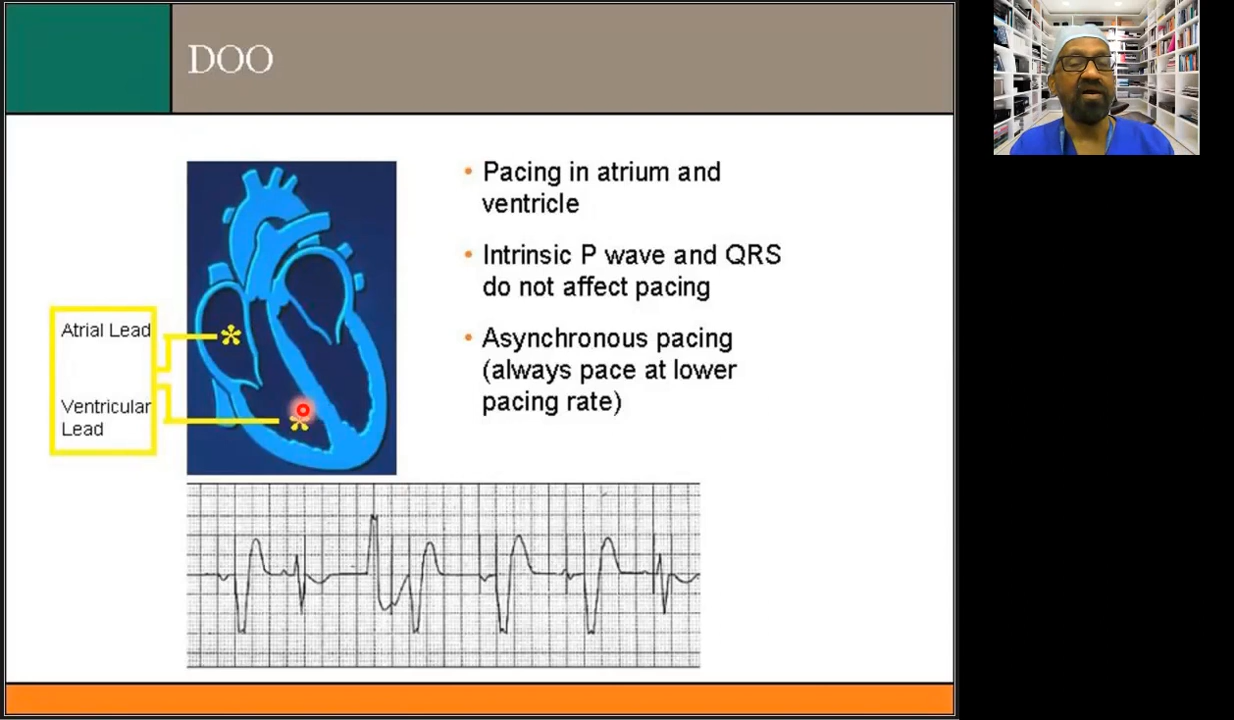 DOO
Pacing in atrium and
ventricle
Intrinsic P wave and QRS
do not affect pacing
Asynchronous pacing
(always pace at lower
pacing rate)
Atrial Lead
Ventricular
Lead